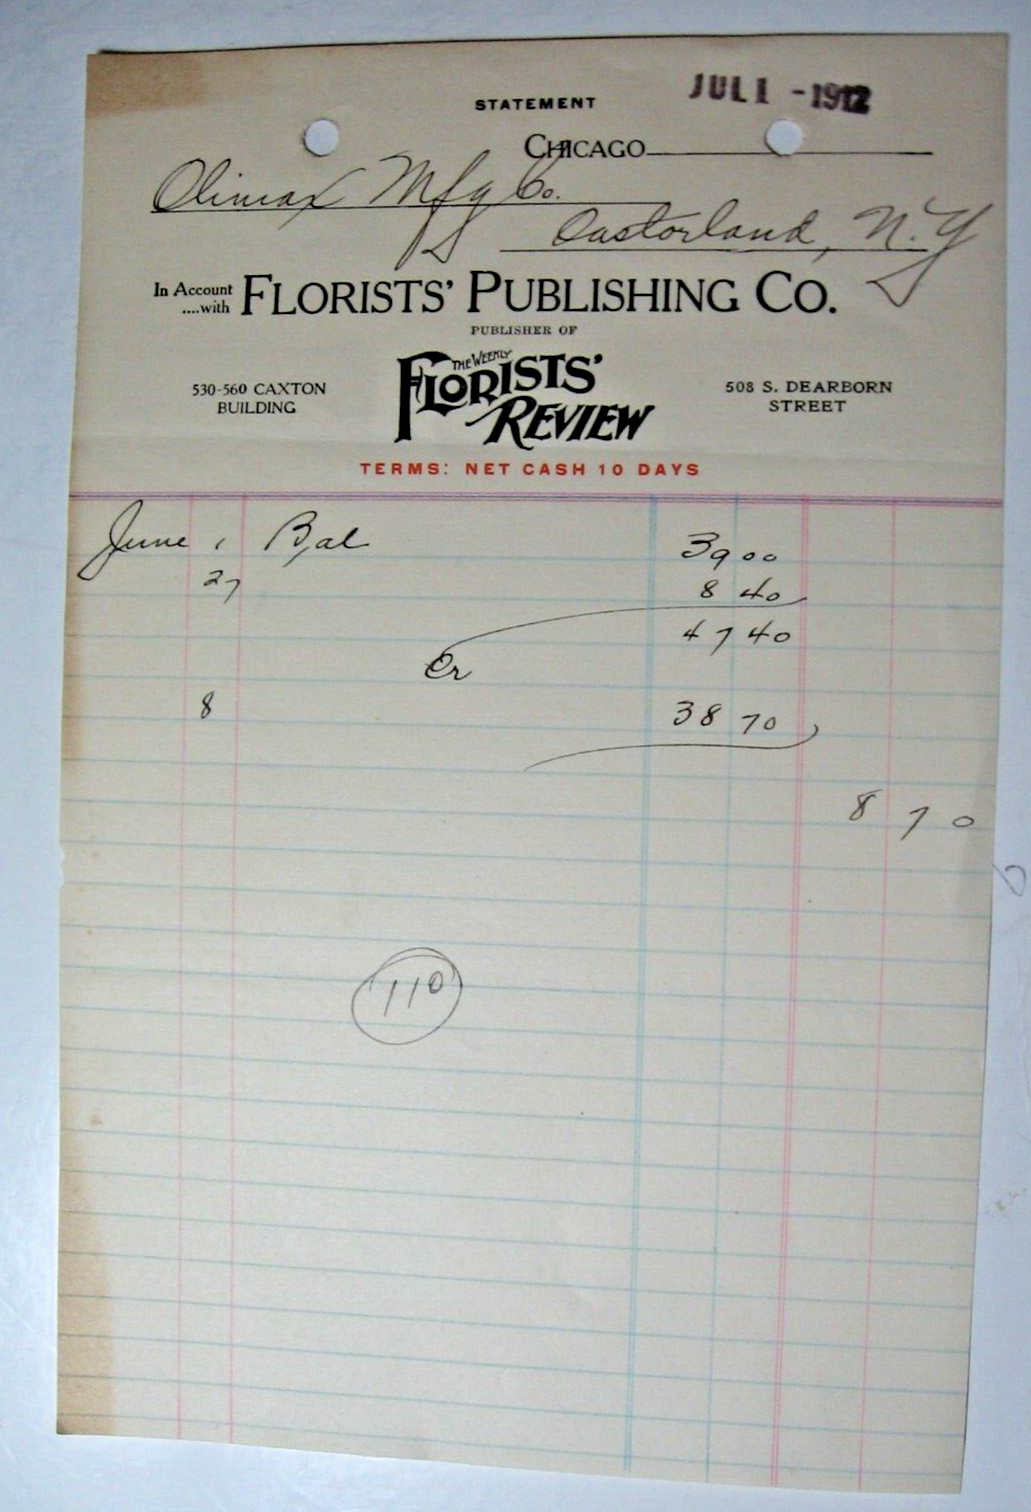 JUL 1 - 1912
STATEMENT
CHICAGO
Climax Mfg Co.
Castorland, N.Y
In Account ....with FLORISTS' PUBLISHING CO.
PUBLISHER OF
THE WEEKLY FLORISTS' REVIEW
530-560 CAXTON BUILDING
508 S. DEARBORN STREET
TERMS: NET CASH 10 DAYS
June 1 Bal 39 00
27 8 40
47 40
Cr
8 38 70
8 70
110